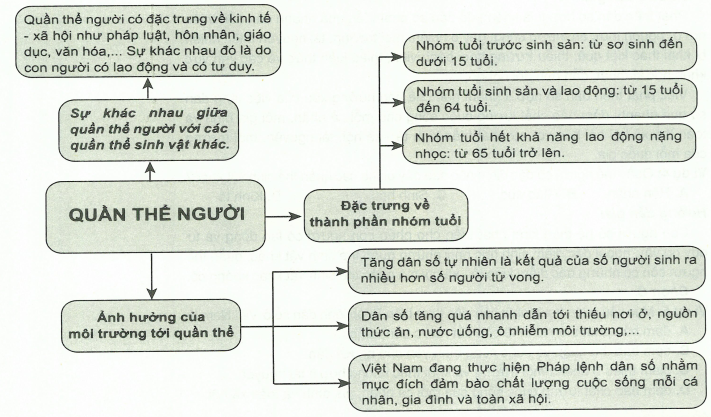 Quần thể người có đặc trưng về kinh tế
- xã hội như pháp luật, hôn nhân, giáo
dục, văn hóa,... Sự khác nhau đó là do
con người có lao động và có tư duy.
Sự khác nhau giữa
quần thể người với các
quần thể sinh vật khác.
QUẦN THỂ NGƯỜI
Đặc trưng về
thành phần nhóm tuổi
Nhóm tuổi trước sinh sản: từ sơ sinh đến
dưới 15 tuổi.
Nhóm tuổi sinh sản và lao động: từ 15 tuổi
đến 64 tuổi.
Nhóm tuổi hết khả năng lao động nặng
nhọc: từ 65 tuổi trở lên.
Ảnh hưởng của
môi trường tới quần thể
Tăng dân số tự nhiên là kết quả của số người sinh ra
nhiều hơn số người tử vong.
Dân số tăng quá nhanh dẫn tới thiếu nơi ở, nguồn
thức ăn, nước uống, ô nhiễm môi trường,...
Việt Nam đang thực hiện Pháp lệnh dân số nhằm
mục đích đảm bảo chất lượng cuộc sống mỗi cá
nhân, gia đình và toàn xã hội.